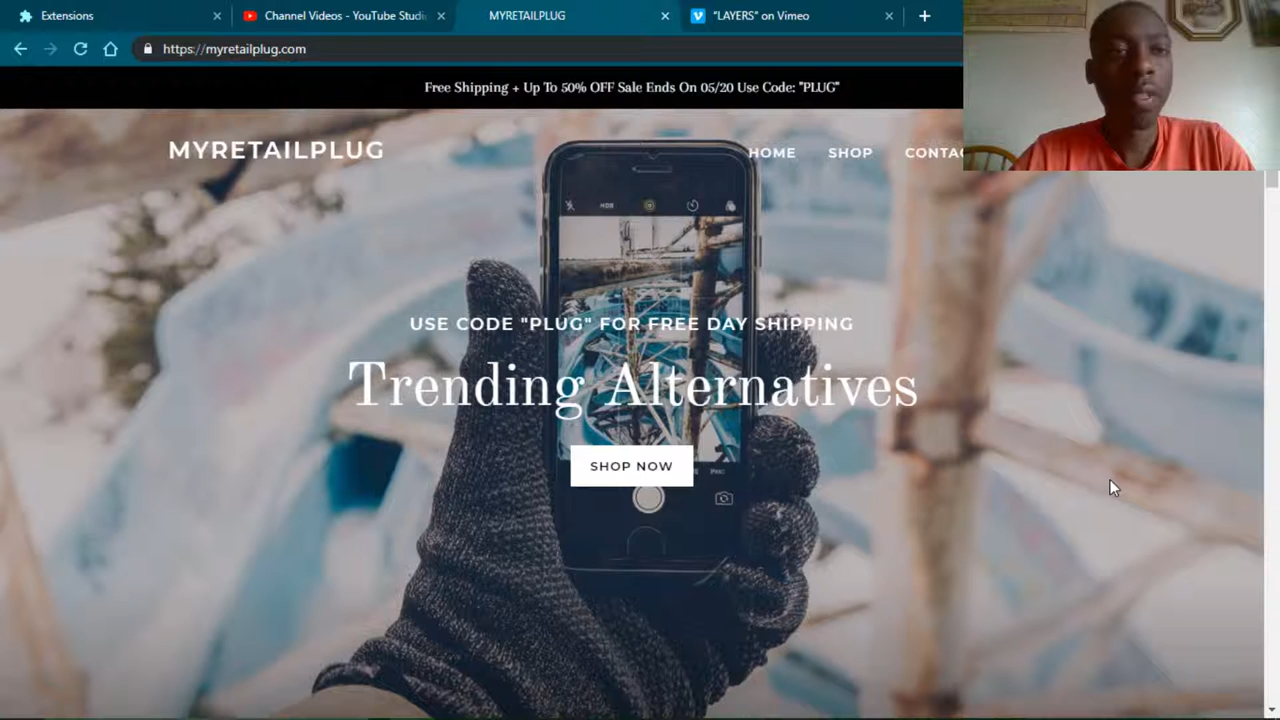 Extensions
Channel Videos - YouTube Studi
MYRETAILPLUG
"LAYERS" on Vimeo
https://myretailplug.com
Free Shipping + Up To 50% OFF Sale Ends On 05/20 Use Code: "PLUG"
MYRETAILPLUG
HOME
SHOP
CONTAC
HDR
USE CODE "PLUG" FOR FREE DAY SHIPPING
Trending Alternatives
SHOP NOW